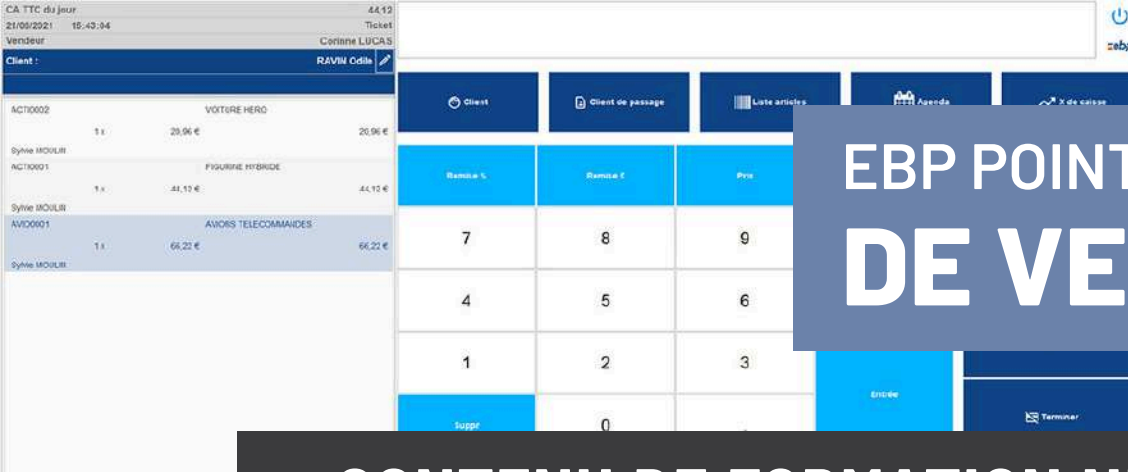 CA TTC du jour 44,12
21/06/2021 15:43:04 Ticket
Vendeur Corinne LUCAS
Client : RAVIN Odile
ACTI0002 VOITURE HERO
1 x 20,96 € 20,96 €
Sylvie MOULIN
ACTI0001 FIGURINE HYBRIDE
1 x 44,12 € 44,12 €
Sylvie MOULIN
AVIO0001 AVIONS TELECOMMANDES
1 x 66,22 € 66,22 €
Sylvie MOULIN
ebp
Client
Client de passage
Liste articles
Agenda
X de caisse
Remise %
Remise €
Prix
7 8 9
4 5 6
1 2 3
Suppr 0 .
Entrée
Terminer
EBP POINT
DE VE
CONTENU DE FORMATION N